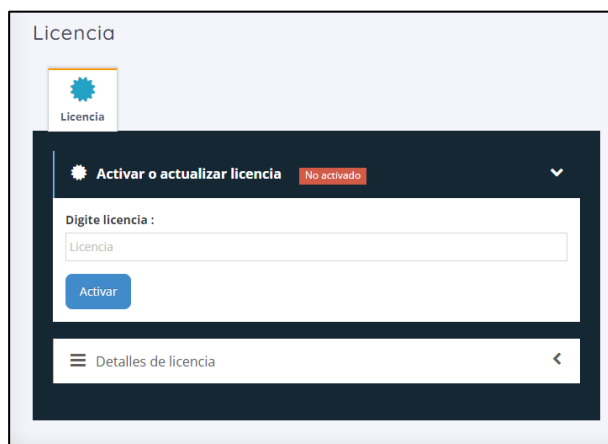 Licencia
Licencia
Activar o actualizar licencia No activado
Digite licencia :
Licencia
Activar
Detalles de licencia